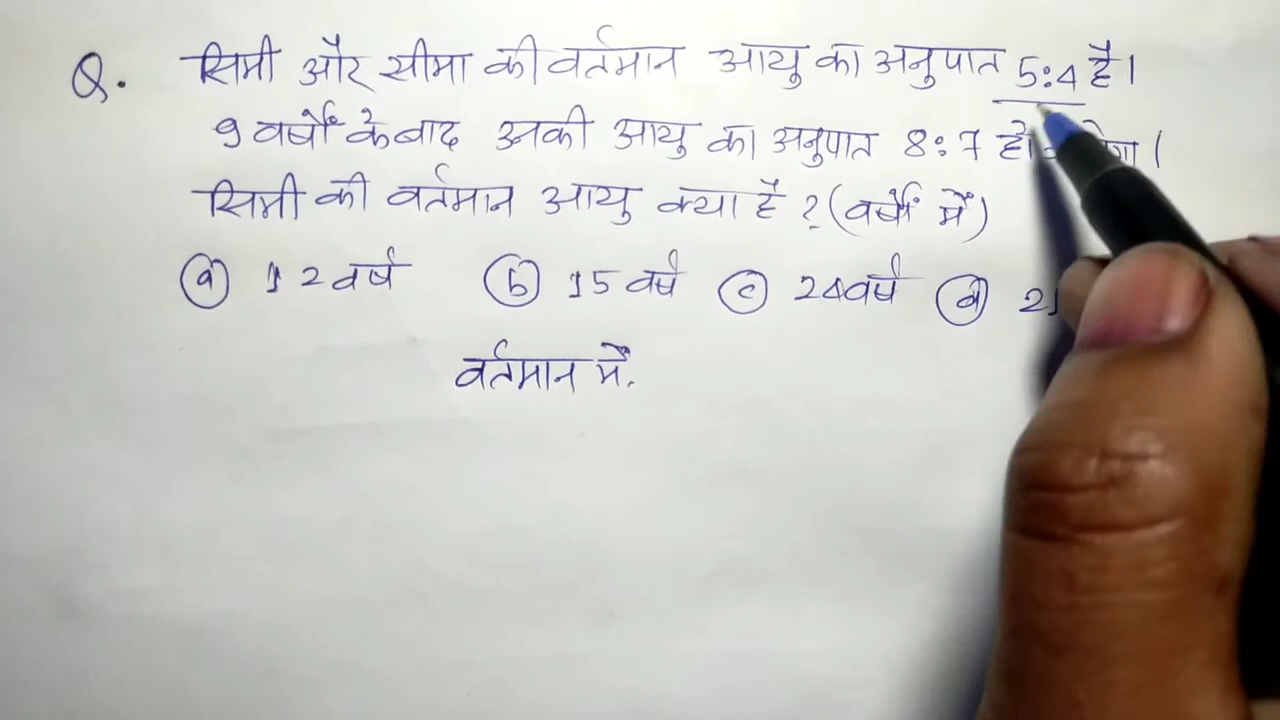 Q. सिमी और सीमा की वर्तमान आयु का अनुपात 5:4 है।
9 वर्षों के बाद उनकी आयु का अनुपात 8:7 हो
सिमी की वर्तमान आयु क्या है ? (वर्षों में)
(a) 12 वर्ष (b) 15 वर्ष (c) 24 वर्ष (d)
वर्तमान में.